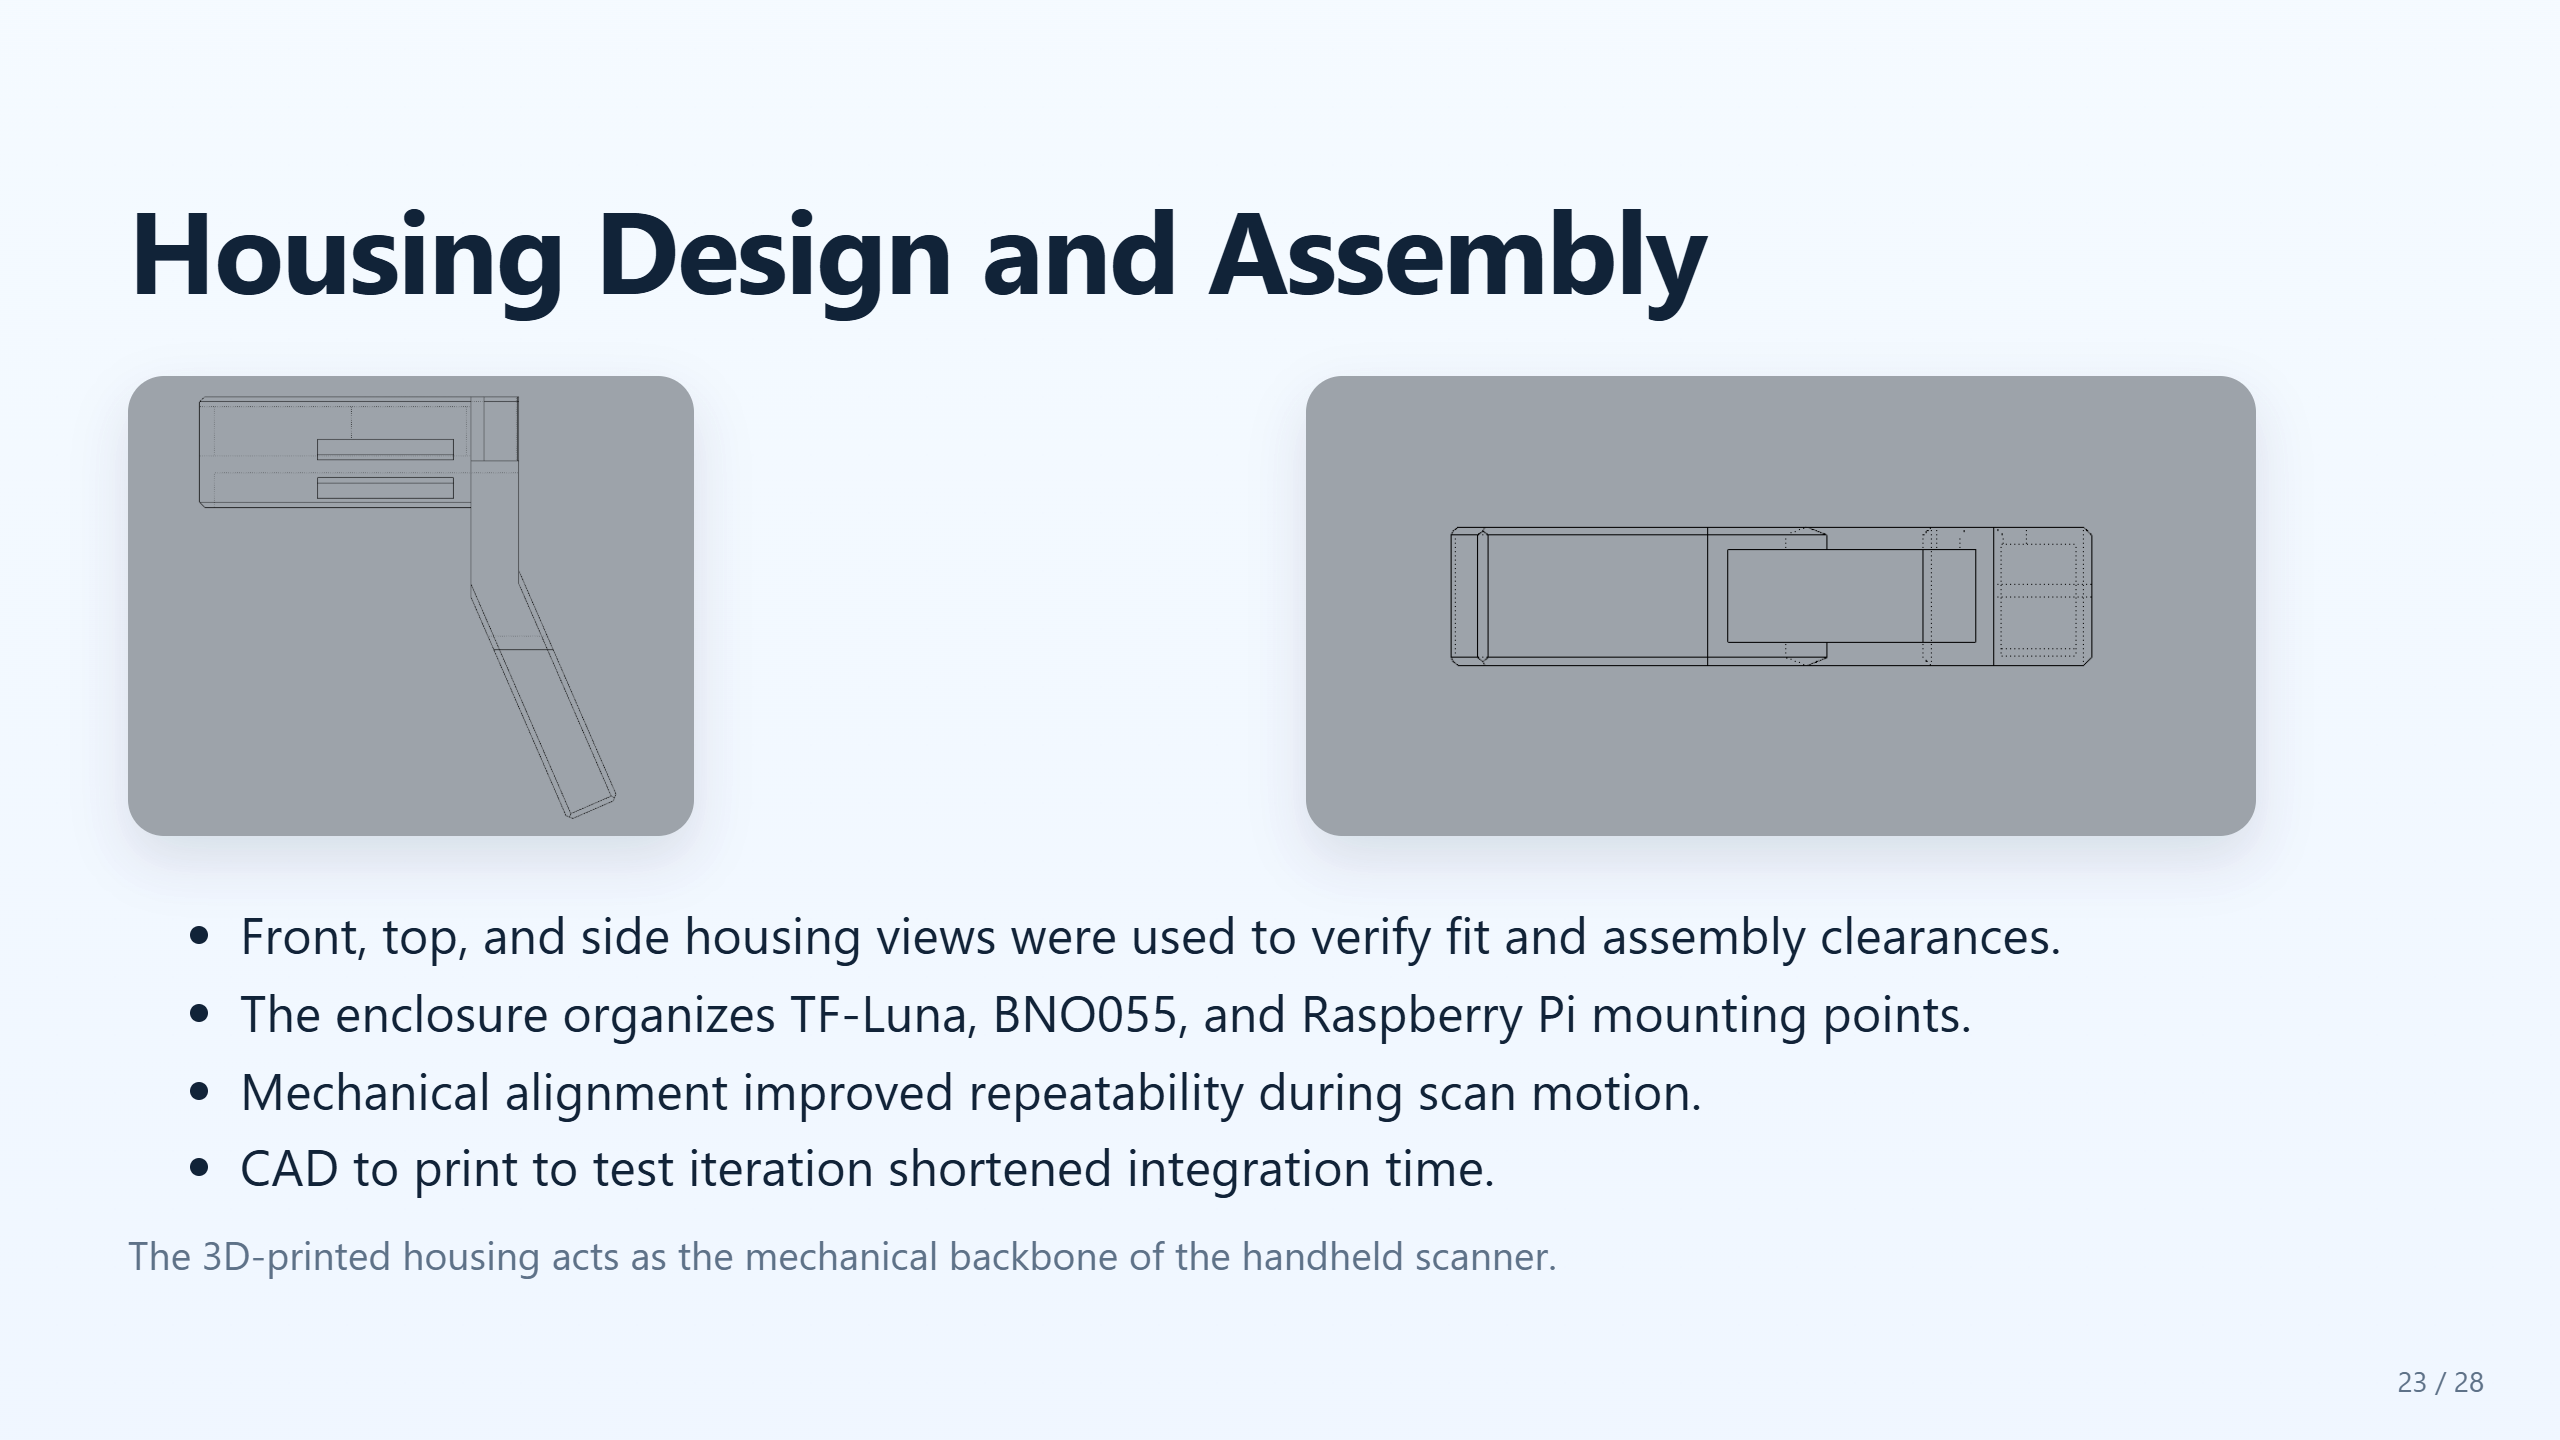 Housing Design and Assembly
• Front, top, and side housing views were used to verify fit and assembly clearances.
• The enclosure organizes TF-Luna, BNO055, and Raspberry Pi mounting points.
• Mechanical alignment improved repeatability during scan motion.
• CAD to print to test iteration shortened integration time.
The 3D-printed housing acts as the mechanical backbone of the handheld scanner.
23 / 28